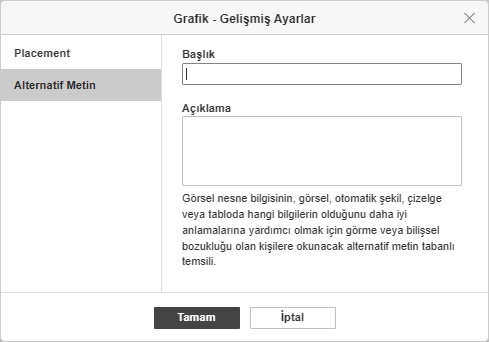 Grafik - Gelişmiş Ayarlar
Placement
Alternatif Metin
Başlık
Açıklama
Görsel nesne bilgisinin, görsel, otomatik şekil, çizelge
veya tabloda hangi bilgilerin olduğunu daha iyi
anlamalarına yardımcı olmak için görme veya bilişsel
bozukluğu olan kişilere okunacak alternatif metin tabanlı
temsili.
Tamam
İptal